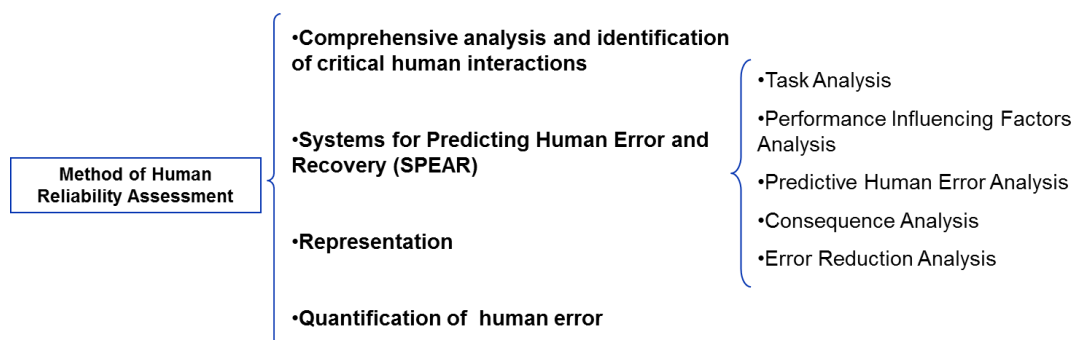 Method of Human
Reliability Assessment
•Comprehensive analysis and identification
of critical human interactions
•Systems for Predicting Human Error and
Recovery (SPEAR)
•Representation
•Quantification of  human error
•Task Analysis
•Performance Influencing Factors
Analysis
•Predictive Human Error Analysis
•Consequence Analysis
•Error Reduction Analysis